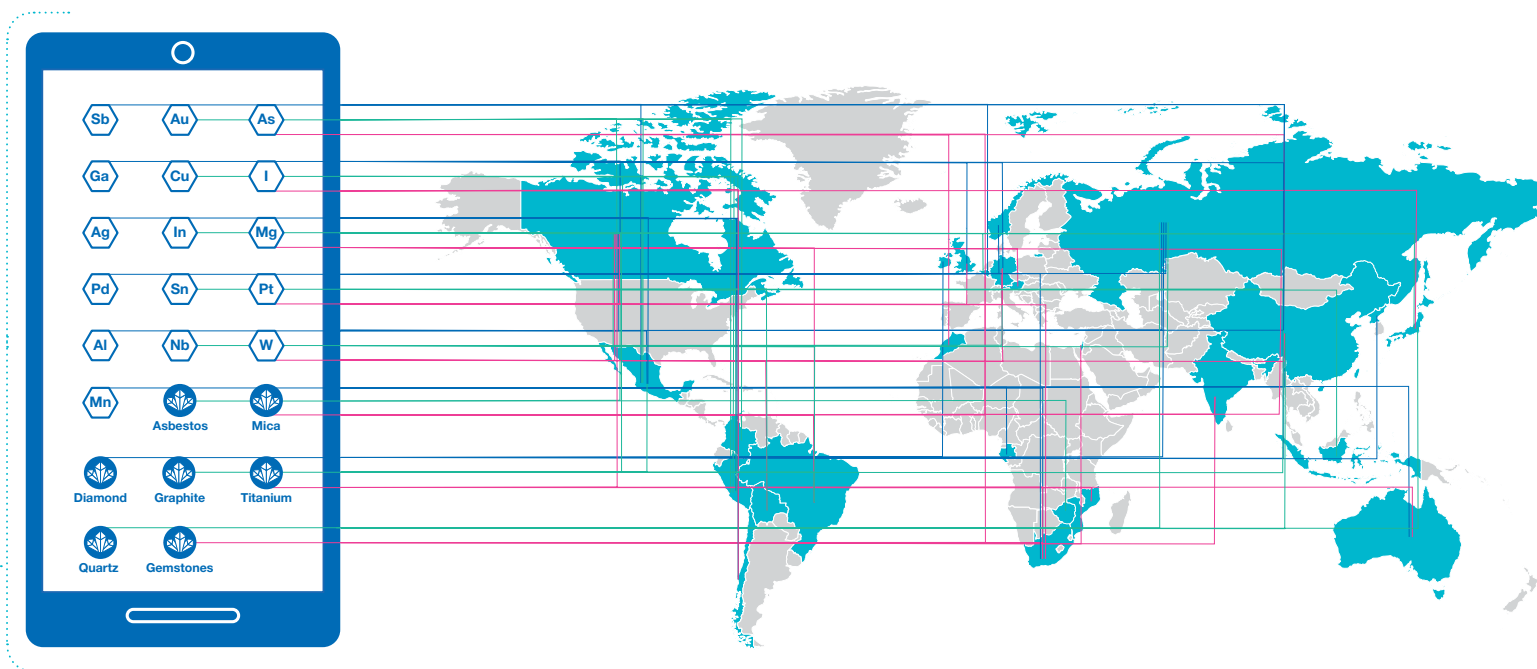 Sb Au As
Ga Cu I
Ag In Mg
Pd Sn Pt
Al Nb W
Mn
Asbestos Mica
Diamond Graphite Titanium
Quartz Gemstones